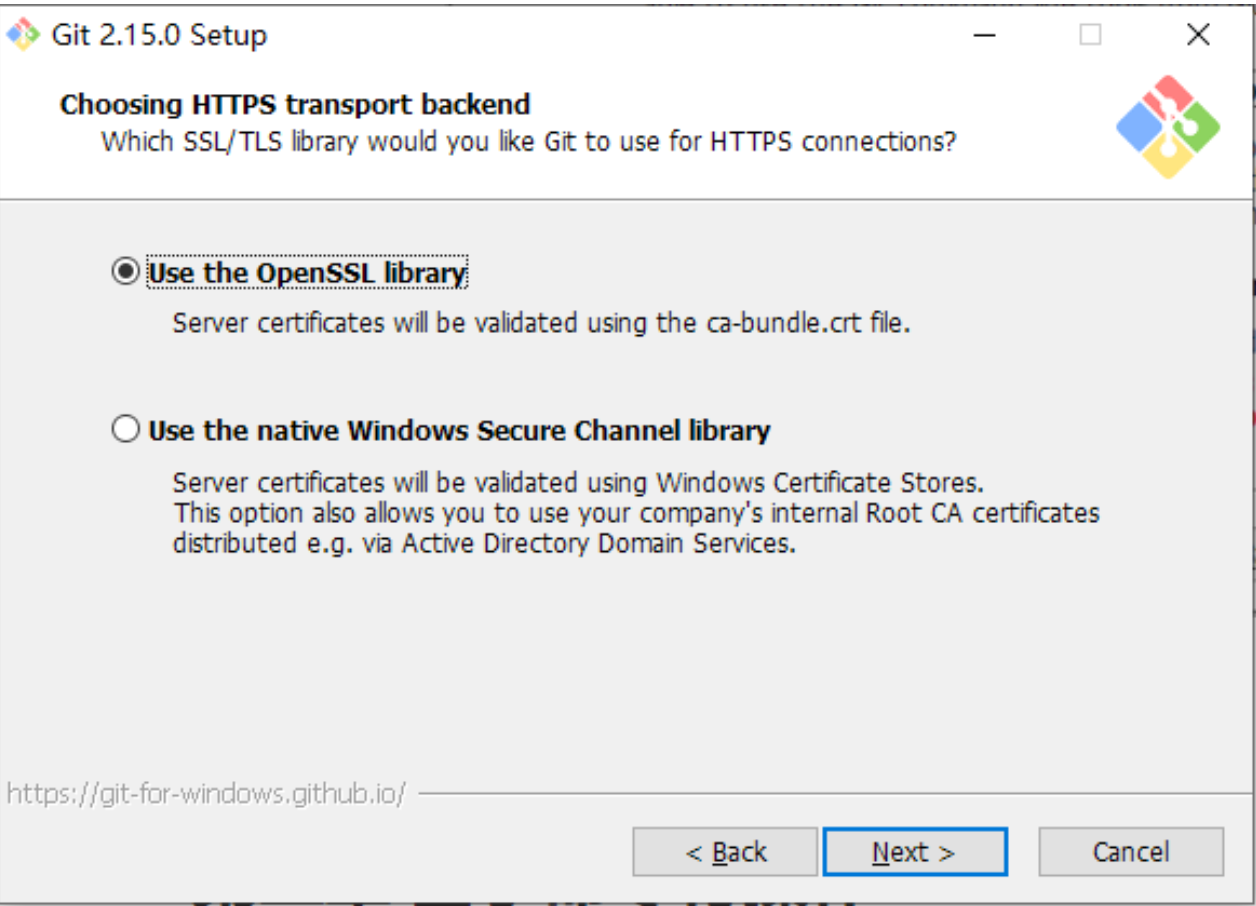 Git 2.15.0 Setup
Choosing HTTPS transport backend
Which SSL/TLS library would you like Git to use for HTTPS connections?
Use the OpenSSL library
Server certificates will be validated using the ca-bundle.crt file.
Use the native Windows Secure Channel library
Server certificates will be validated using Windows Certificate Stores.
This option also allows you to use your company's internal Root CA certificates
distributed e.g. via Active Directory Domain Services.
https://git-for-windows.github.io/
< Back
Next >
Cancel